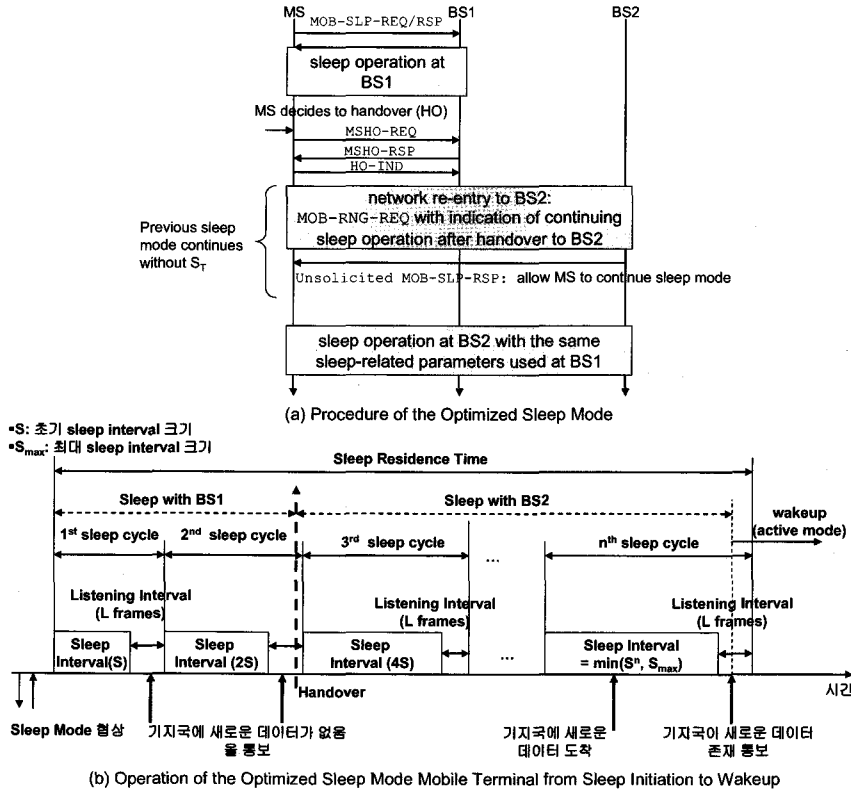 MS BS1 BS2
MOB-SLP-REQ/RSP
sleep operation at
BS1
MS decides to handover (HO)
MSHO-REQ
MSHO-RSP
HO-IND
network re-entry to BS2:
MOB-RNG-REQ with indication of continuing
sleep operation after handover to BS2
Previous sleep
mode continues
without S_T
Unsolicited MOB-SLP-RSP: allow MS to continue sleep mode
sleep operation at BS2 with the same
sleep-related parameters used at BS1
(a) Procedure of the Optimized Sleep Mode
▪S: 초기 sleep interval 크기
▪S_max: 최대 sleep interval 크기
Sleep Residence Time
Sleep with BS1 Sleep with BS2
wakeup
(active mode)
1st sleep cycle 2nd sleep cycle 3rd sleep cycle ... nth sleep cycle
Listening Interval
(L frames)
Listening Interval
(L frames)
Listening Interval
(L frames)
Sleep
Interval(S)
Sleep
Interval (2S)
Sleep
Interval (4S)
...
Sleep Interval
= min(S^n, S_max)
Handover
시간
Sleep Mode 협상
기지국에 새로운 데이터가 없음
을 통보
기지국에 새로운
데이터 도착
기지국이 새로운 데이터
존재 통보
(b) Operation of the Optimized Sleep Mode Mobile Terminal from Sleep Initiation to Wakeup